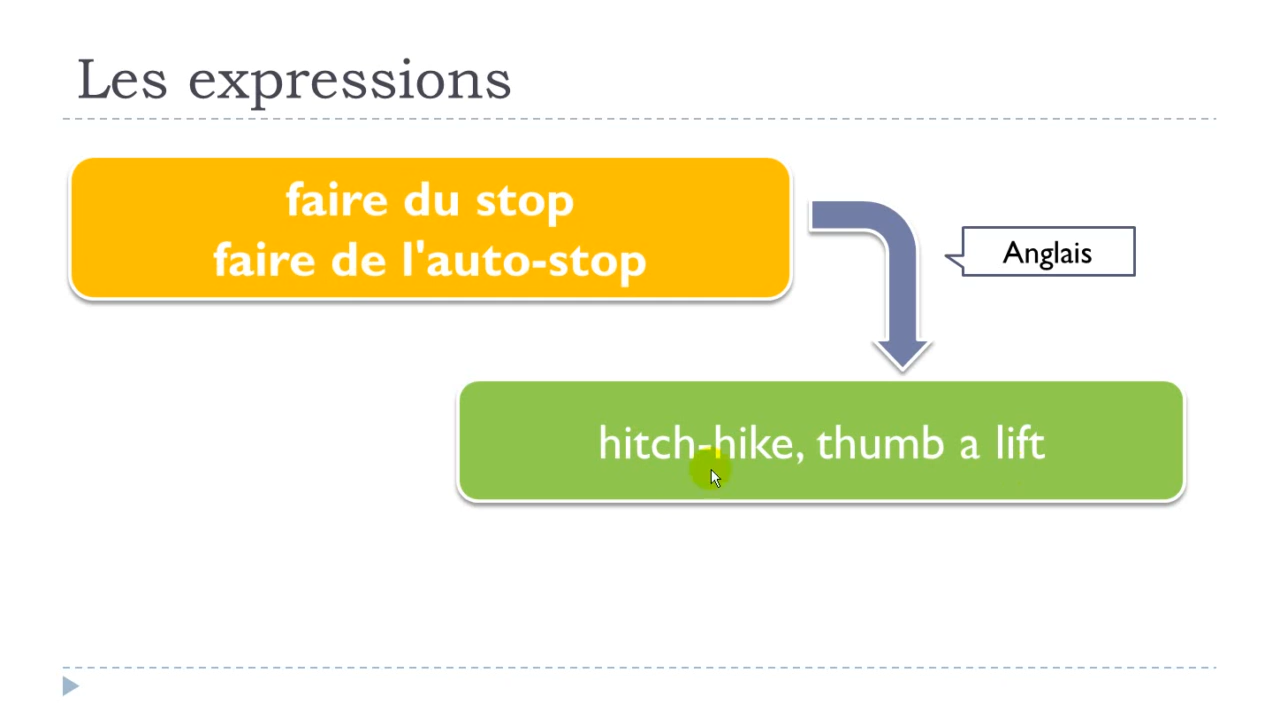 Les expressions
faire du stop
faire de l'auto-stop
Anglais
hitch-hike, thumb a lift